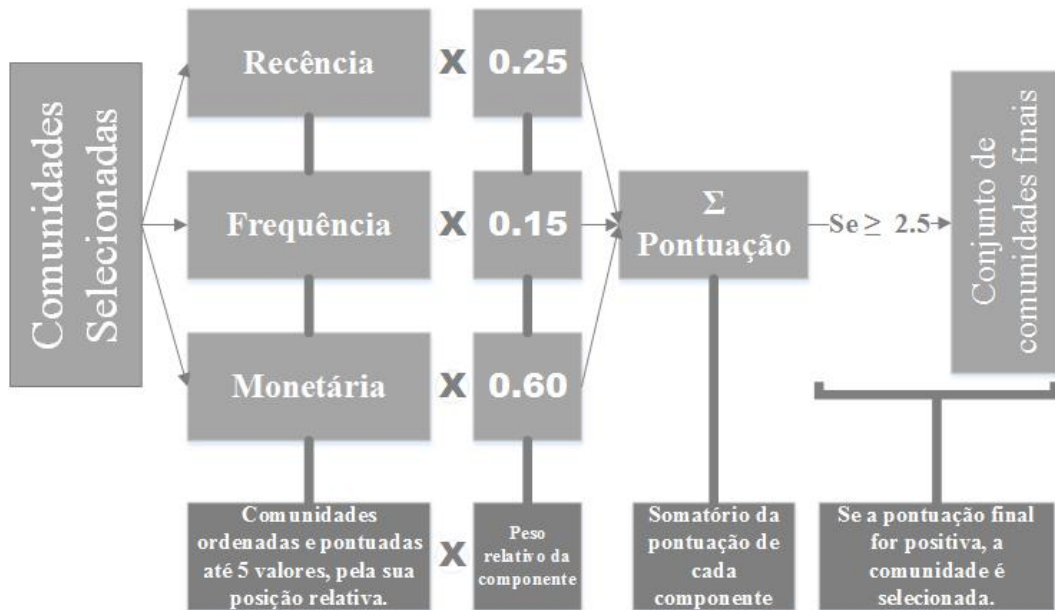 Comunidades
Selecionadas
Recência
X
0.25
Frequência
X
0.15
Monetária
X
0.60
Σ
Pontuação
Se ≥ 2.5
Conjunto de
comunidades finais
Comunidades
ordenadas e pontuadas
até 5 valores, pela sua
posição relativa.
X
Peso
relativo da
componente
Somatório da
pontuação de
cada
componente
Se a pontuação final
for positiva, a
comunidade é
selecionada.